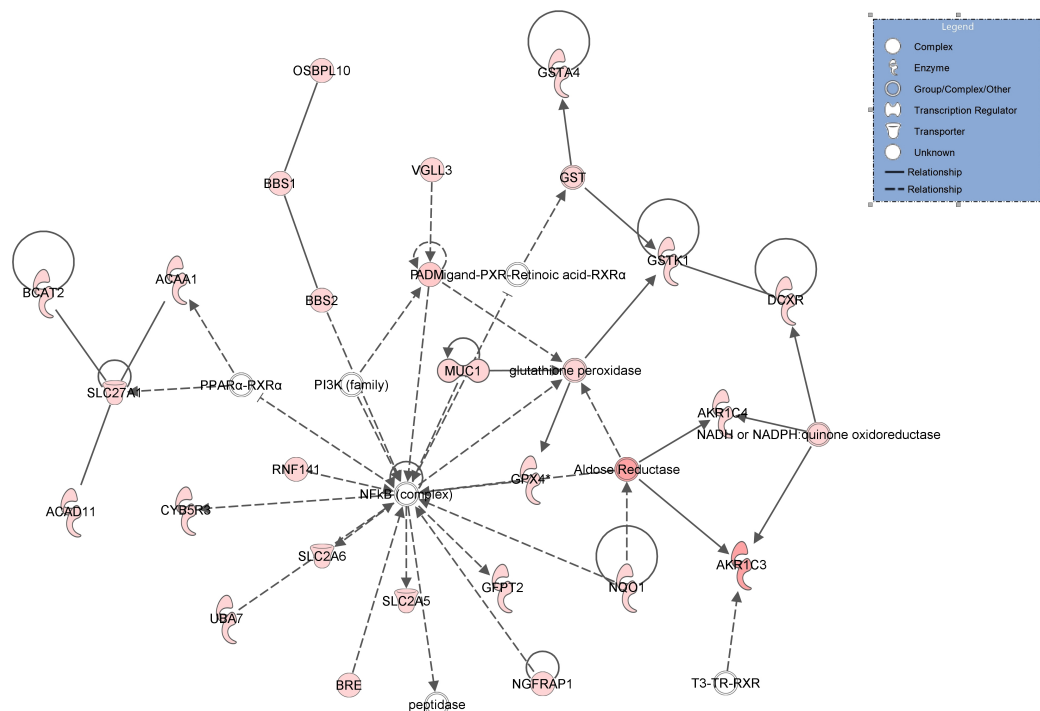 Legend
Complex
Enzyme
Group/Complex/Other
Transcription Regulator
Transporter
Unknown
Relationship
Relationship
OSBPL10
GSTA4
BBS1
VGLL3
GST
BCAT2
ACAA1
BBS2
PADM
ligand-PXR-Retinoic acid-RXRα
GSTK1
DCXR
SLC27A1
PPARα-RXRα
PI3K (family)
MUC1
glutathione peroxidase
AKR1C4
NADH or NADPH:quinone oxidoreductase
RNF141
NFkB (complex)
GPX4*
Aldose Reductase
ACAD11
CYB5R3
SLC2A6
AKR1C3
UBA7
SLC2A5
GFPT2
NQO1
BRE
peptidase
NGFRAP1
T3-TR-RXR